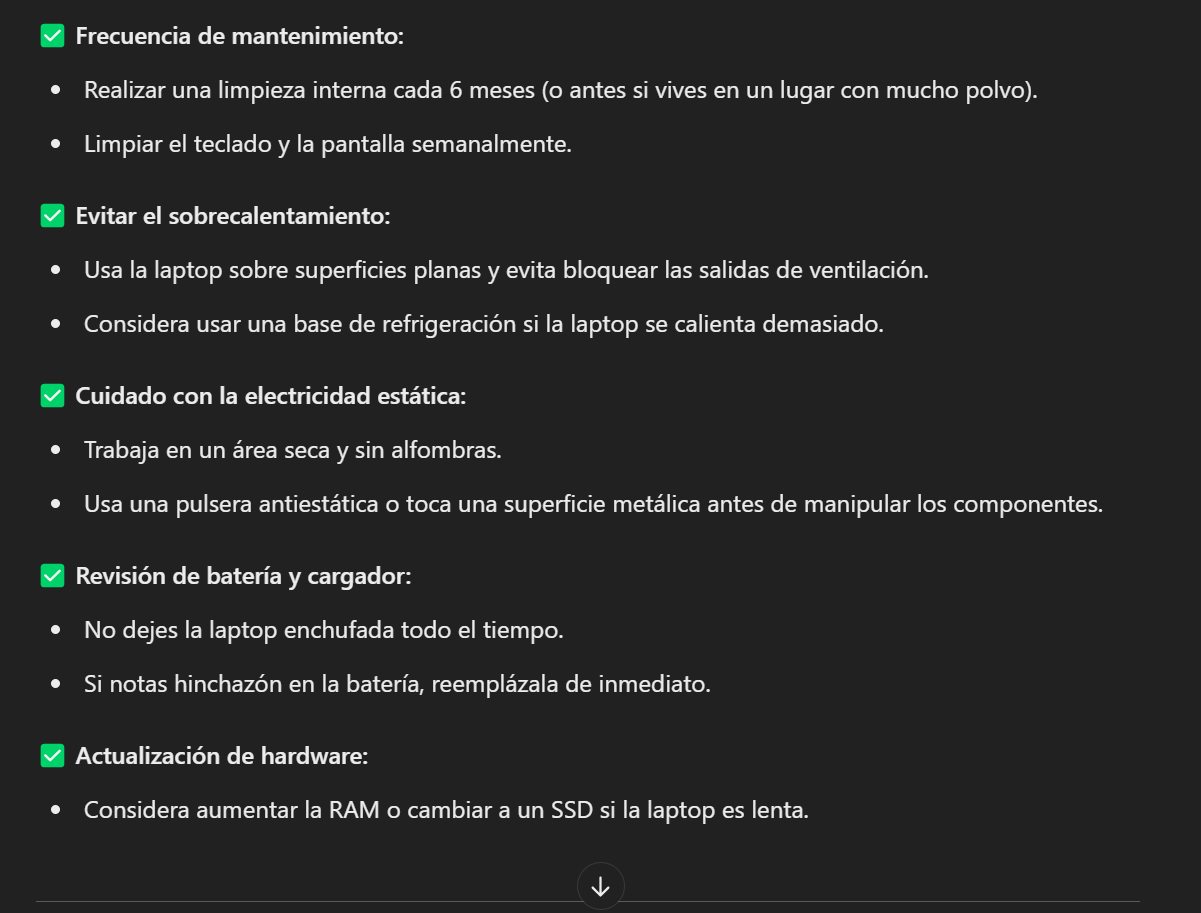 ✅ Frecuencia de mantenimiento:
• Realizar una limpieza interna cada 6 meses (o antes si vives en un lugar con mucho polvo).
• Limpiar el teclado y la pantalla semanalmente.
✅ Evitar el sobrecalentamiento:
• Usa la laptop sobre superficies planas y evita bloquear las salidas de ventilación.
• Considera usar una base de refrigeración si la laptop se calienta demasiado.
✅ Cuidado con la electricidad estática:
• Trabaja en un área seca y sin alfombras.
• Usa una pulsera antiestática o toca una superficie metálica antes de manipular los componentes.
✅ Revisión de batería y cargador:
• No dejes la laptop enchufada todo el tiempo.
• Si notas hinchazón en la batería, reemplázala de inmediato.
✅ Actualización de hardware:
• Considera aumentar la RAM o cambiar a un SSD si la laptop es lenta.